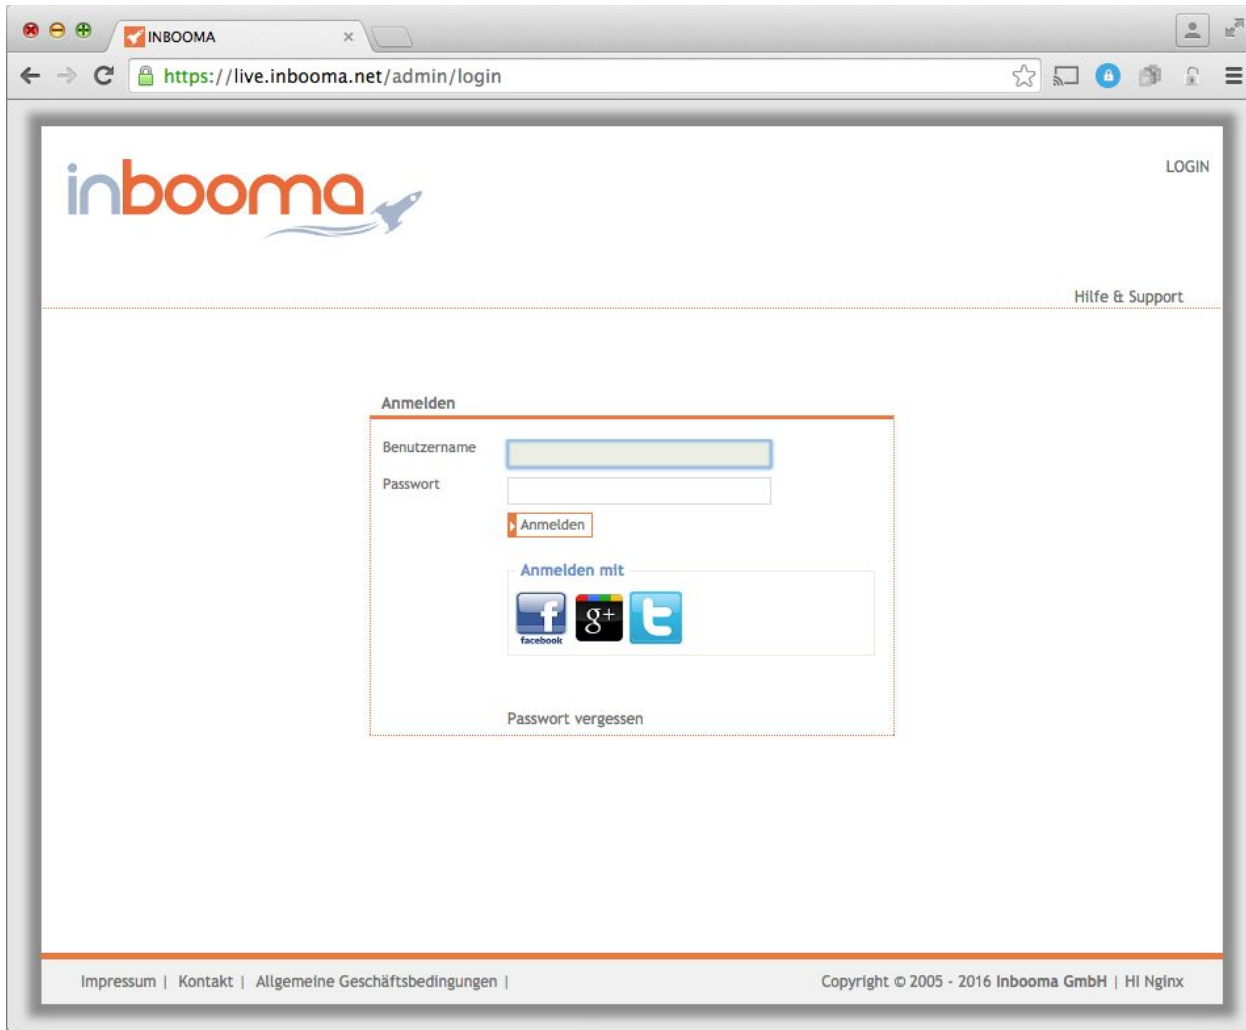 INBOOMA
https://live.inbooma.net/admin/login
inbooma
LOGIN
Hilfe & Support
Anmelden
Benutzername
Passwort
Anmelden
Anmelden mit
f
facebook
g+
t
Passwort vergessen
Impressum | Kontakt | Allgemeine Geschäftsbedingungen |
Copyright © 2005 - 2016 Inbooma GmbH | HI Nginx